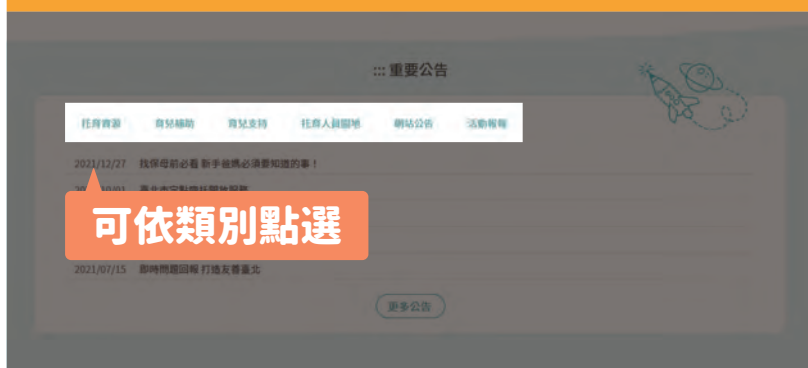 ::: 重要公告
托育資源 育兒補助 育兒支持 托育人員園地 網站公告 活動報報
2021/12/27 找保母前必看 新手爸媽必須要知道的事！
可依類別點選
2021/07/15 即時問題回報 打造友善臺北
更多公告